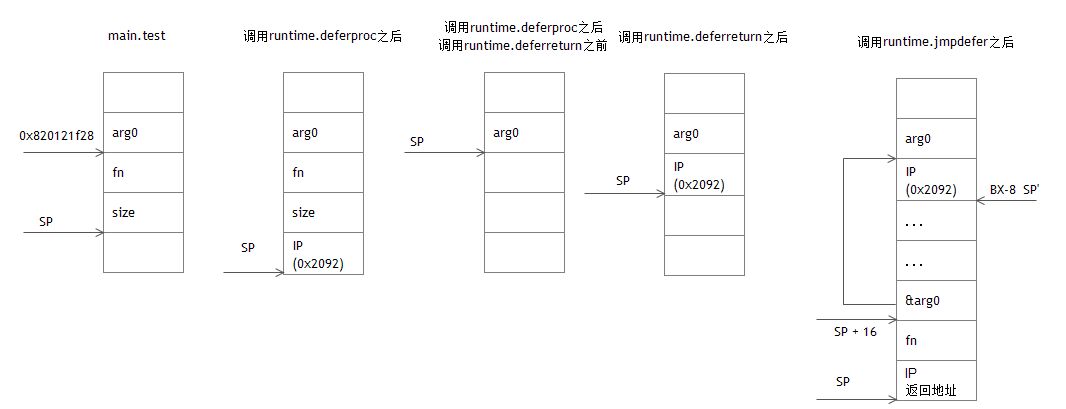 main.test
0x820121f28
arg0
fn
SP
size
调用runtime.deferproc之后
arg0
fn
size
SP
IP
(0x2092)
调用runtime.deferproc之后
调用runtime.deferreturn之前
SP
arg0
调用runtime.deferreturn之后
arg0
IP
(0x2092)
SP
调用runtime.jmpdefer之后
arg0
IP
(0x2092)
BX-8 SP'
...
...
&arg0
SP + 16
fn
SP
IP
返回地址